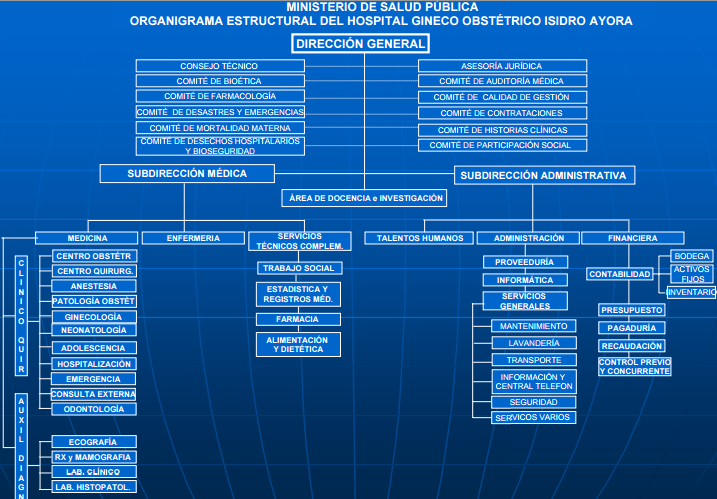 MINISTERIO DE SALUD PÚBLICA
ORGANIGRAMA ESTRUCTURAL DEL HOSPITAL GINECO OBSTÉTRICO ISIDRO AYORA
DIRECCIÓN GENERAL
CONSEJO TÉCNICO
COMITÉ DE BIOÉTICA
COMITÉ DE FARMACOLOGÍA
COMITÉ DE DESASTRES Y EMERGENCIAS
COMITÉ DE MORTALIDAD MATERNA
COMITÉ DE DESECHOS HOSPITALARIOS
Y BIOSEGURIDAD
ASESORÍA JURÍDICA
COMITÉ DE AUDITORÍA MÉDICA
COMITÉ DE CALIDAD DE GESTIÓN
COMITÉ DE CONTRATACIONES
COMITÉ DE HISTORIAS CLÍNICAS
COMITÉ DE PARTICIPACIÓN SOCIAL
SUBDIRECCIÓN MÉDICA
SUBDIRECCIÓN ADMINISTRATIVA
ÀREA DE DOCENCIA e INVESTIGACIÓN
MEDICINA
ENFERMERIA
SERVICIOS
TÉCNICOS COMPLEM.
TALENTOS HUMANOS
ADMINISTRACIÓN
FINANCIERA
CLINICO QUIR
CENTRO OBSTÉTR
CENTRO QUIRURG.
ANESTESIA
PATOLOGÍA OBSTÉT
GINECOLOGÍA
NEONATOLOGÍA
ADOLESCENCIA
HOSPITALIZACIÓN
EMERGENCIA
CONSULTA EXTERNA
ODONTOLOGÍA
AUXIL DIAGN
ECOGRAFÍA
RX y MAMOGRAFIA
LAB. CLÍNICO
LAB. HISTOPATOL.
TRABAJO SOCIAL
ESTADISTICA Y
REGISTROS MÉD.
FARMACIA
ALIMENTACIÓN
Y DIETÉTICA
PROVEEDURÍA
INFORMÁTICA
SERVICIOS
GENERALES
MANTENIMIENTO
LAVANDERÍA
TRANSPORTE
INFORMACIÓN Y
CENTRAL TELEFON
SEGURIDAD
SERVICOS VARIOS
CONTABILIDAD
BODEGA
ACTIVOS
FIJOS
INVENTARIO
PRESUPUESTO
PAGADURÍA
RECAUDACIÓN
CONTROL PREVIO
Y CONCURRENTE